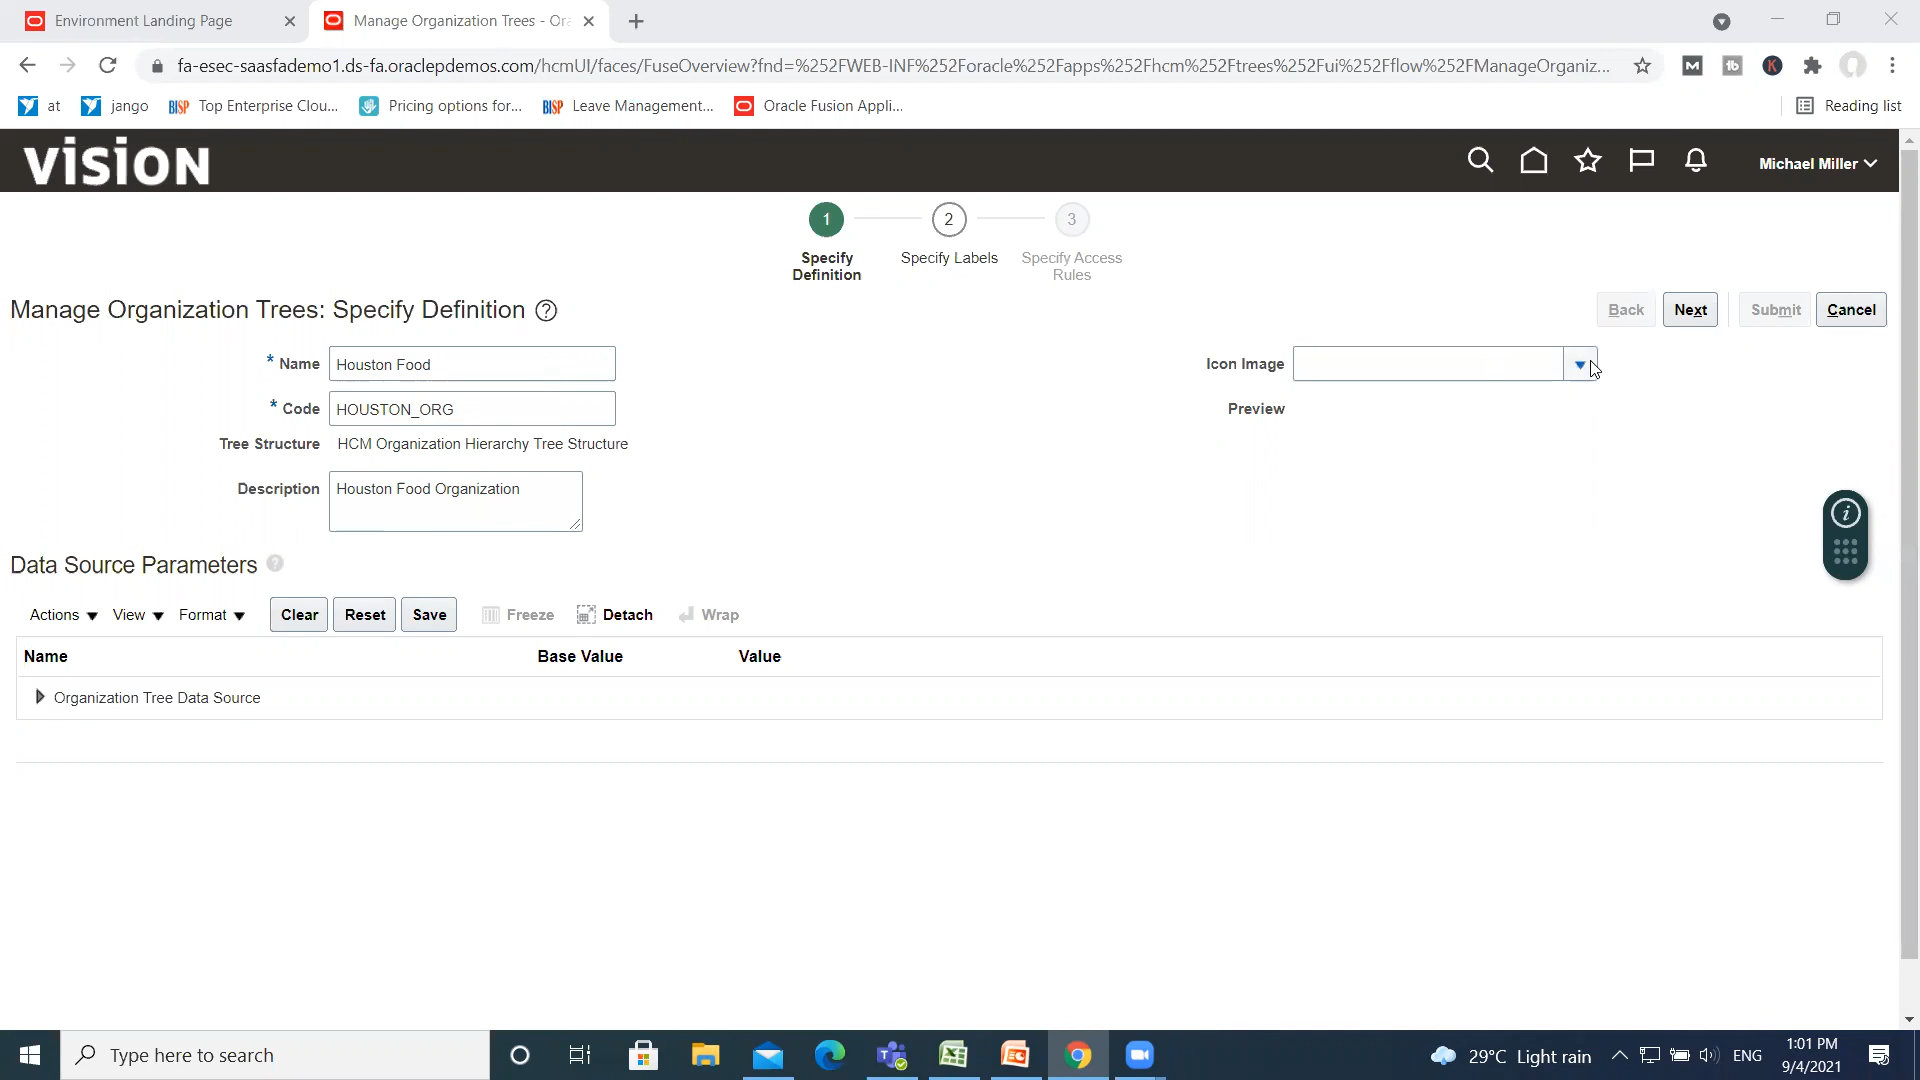 Environment Landing Page
Manage Organization Trees - Ora
fa-esec-saasfademo1.ds-fa.oraclepdemos.com/hcmUI/faces/FuseOverview?fnd=%252FWEB-INF%252Foracle%252Fapps%252Fhcm%252Ftrees%252Fui%252Fflow%252FManageOrganiz...
at
jango
BISP Top Enterprise Clou...
Pricing options for...
BISP Leave Management...
Oracle Fusion Appli...
Reading list
VISION
Michael Miller
1
2
3
Specify Definition
Specify Labels
Specify Access Rules
Manage Organization Trees: Specify Definition
Back
Next
Submit
Cancel
* Name Houston Food
Icon Image
* Code HOUSTON_ORG
Preview
Tree Structure HCM Organization Hierarchy Tree Structure
Description Houston Food Organization
Data Source Parameters
Actions View Format Clear Reset Save Freeze Detach Wrap
Name Base Value Value
Organization Tree Data Source
Type here to search
29°C Light rain
ENG
1:01 PM
9/4/2021